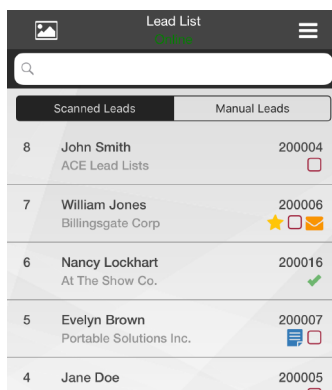 Lead List
Online
Scanned Leads Manual Leads
8 John Smith 200004
ACE Lead Lists
7 William Jones 200006
Billingsgate Corp
6 Nancy Lockhart 200016
At The Show Co.
5 Evelyn Brown 200007
Portable Solutions Inc.
4 Jane Doe 200005